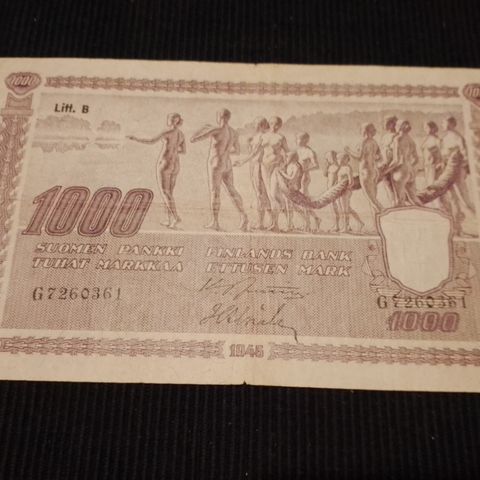 1000
Litt. B
1000
SUOMEN PANKKI FINLANDS BANK
TUHAT MARKKAA ETTUSEN MARK
G7260361
G7260361
1000
1945